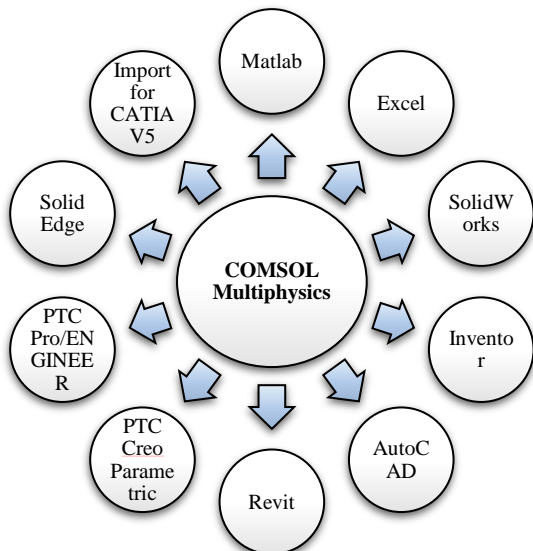 Matlab
Excel
SolidW
orks
Invento
r
AutoC
AD
Revit
PTC
Creo
Parame
tric
PTC
Pro/EN
GINEE
R
Solid
Edge
Import
for
CATIA
V5
COMSOL
Multiphysics